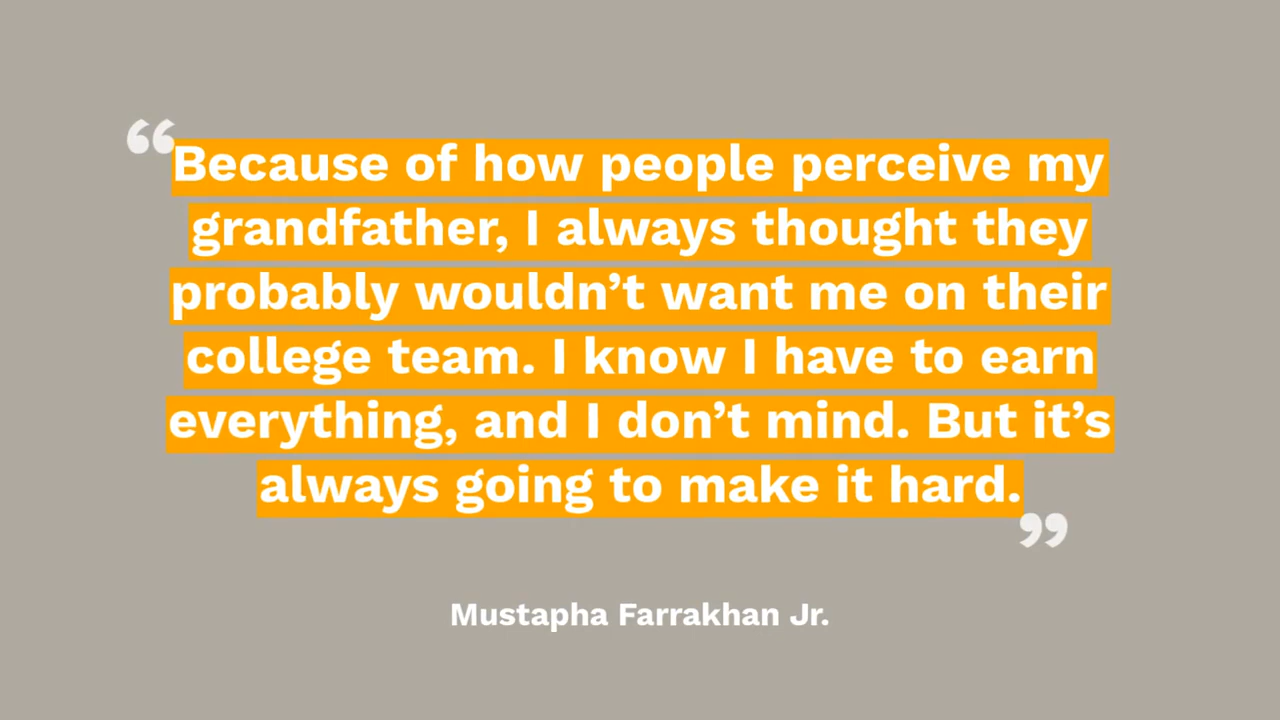 “Because of how people perceive my
grandfather, I always thought they
probably wouldn’t want me on their
college team. I know I have to earn
everything, and I don’t mind. But it’s
always going to make it hard.”
Mustapha Farrakhan Jr.